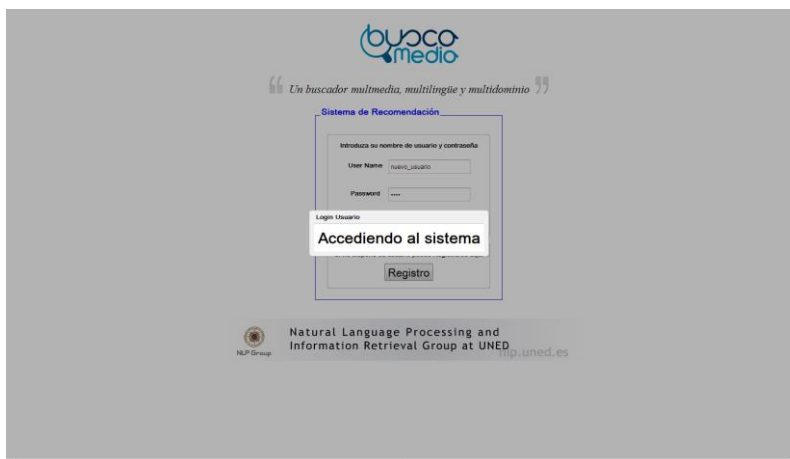 busco
medio
“ Un buscador multmedia, multilingüe y multidominio ”
Sistema de Recomendación
Introduzca su nombre de usuario y contraseña
User Name nuevo_usuario
Password ••••
Login Usuario
Accediendo al sistema
Registro
Natural Language Processing and
Information Retrieval Group at UNED
NLP Group
nlp.uned.es